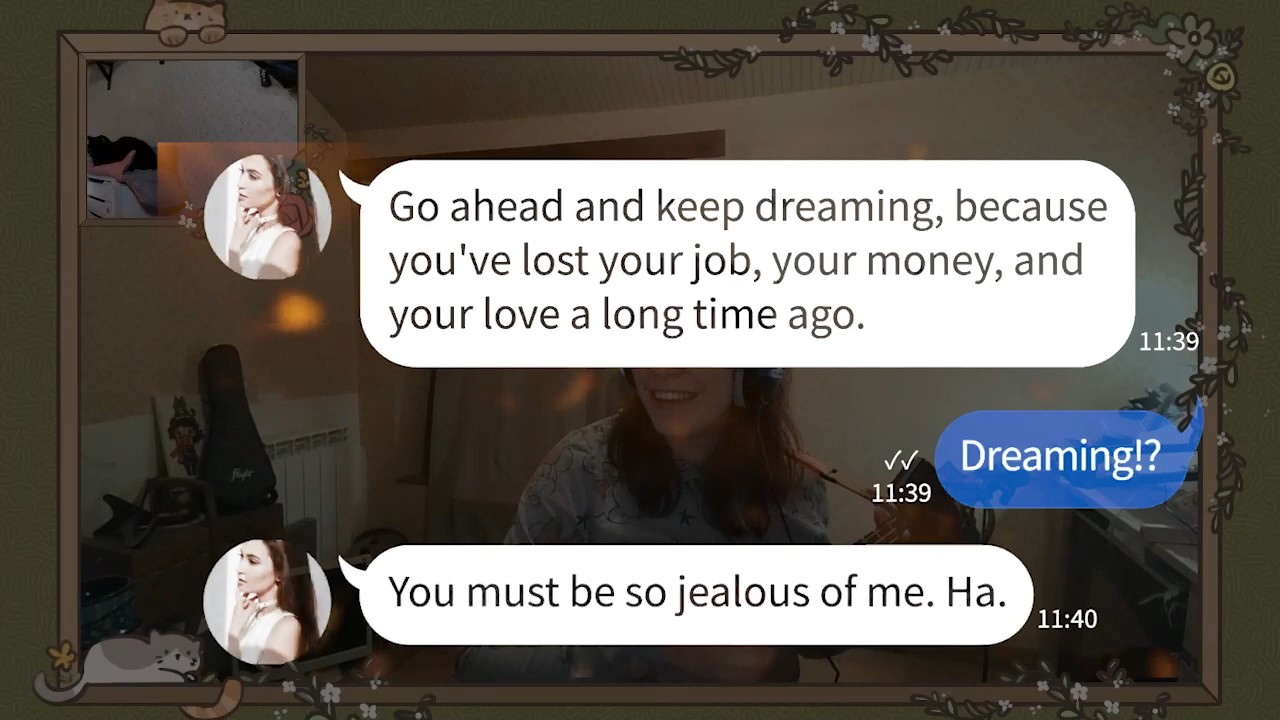 Go ahead and keep dreaming, because
you've lost your job, your money, and
your love a long time ago.
11:39
Dreaming!?
11:39
You must be so jealous of me. Ha.
11:40
Flight